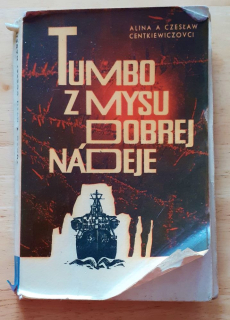 ALINA A CZESŁAW
CENTKIEWICZOVCI
TUMBO
Z MYSU
DOBREJ
NÁDEJE